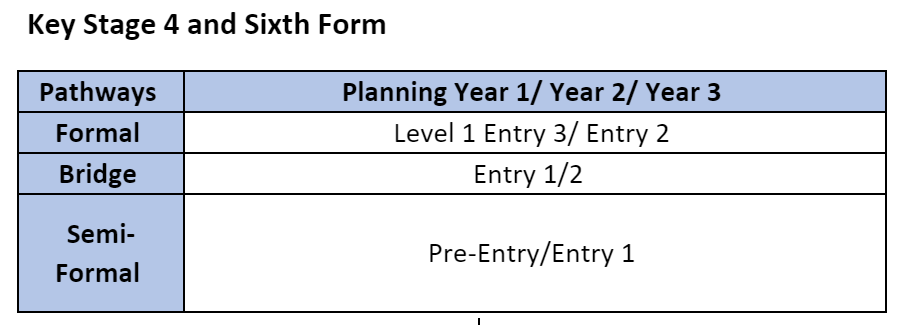 Key Stage 4 and Sixth Form
Pathways Planning Year 1/ Year 2/ Year 3
Formal Level 1 Entry 3/ Entry 2
Bridge Entry 1/2
Semi-
Formal
Pre-Entry/Entry 1